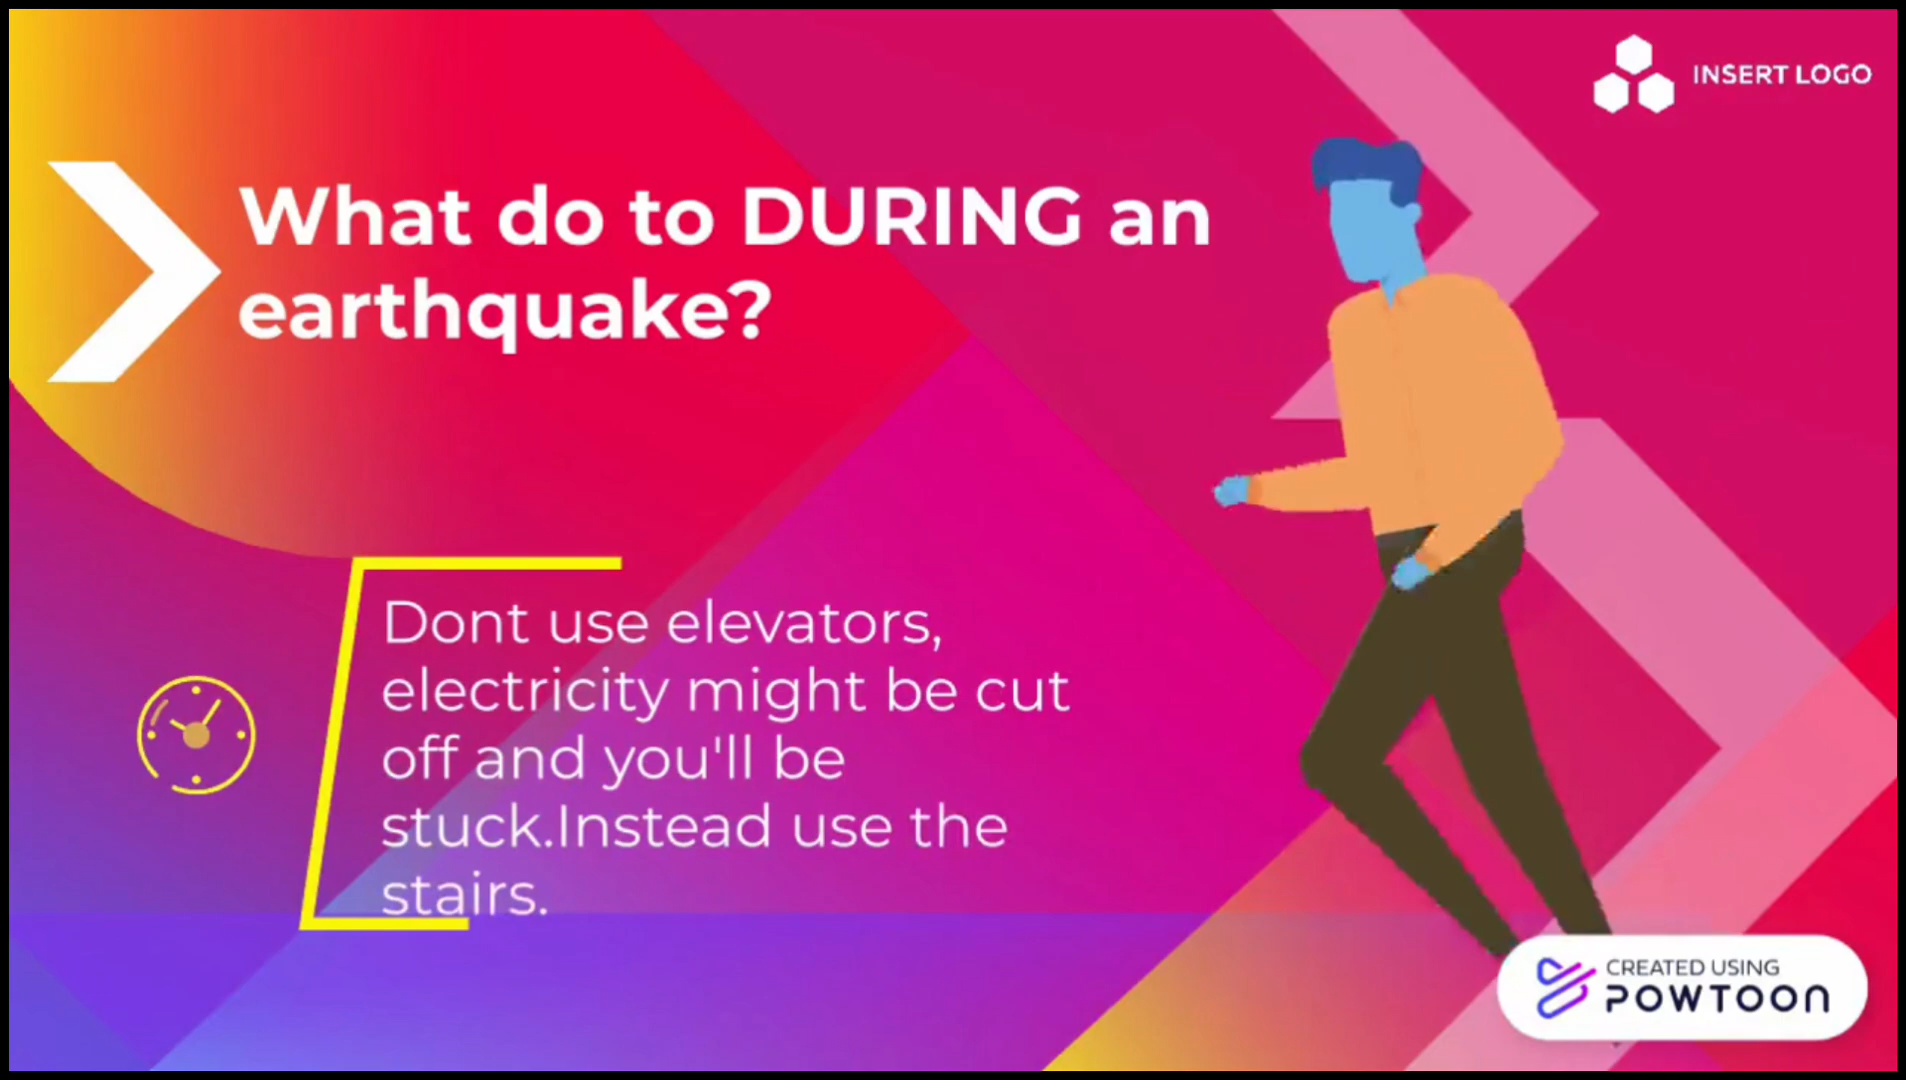 INSERT LOGO
What do to DURING an
earthquake?
Dont use elevators,
electricity might be cut
off and you'll be
stuck.Instead use the
stairs.
CREATED USING
POWTOON